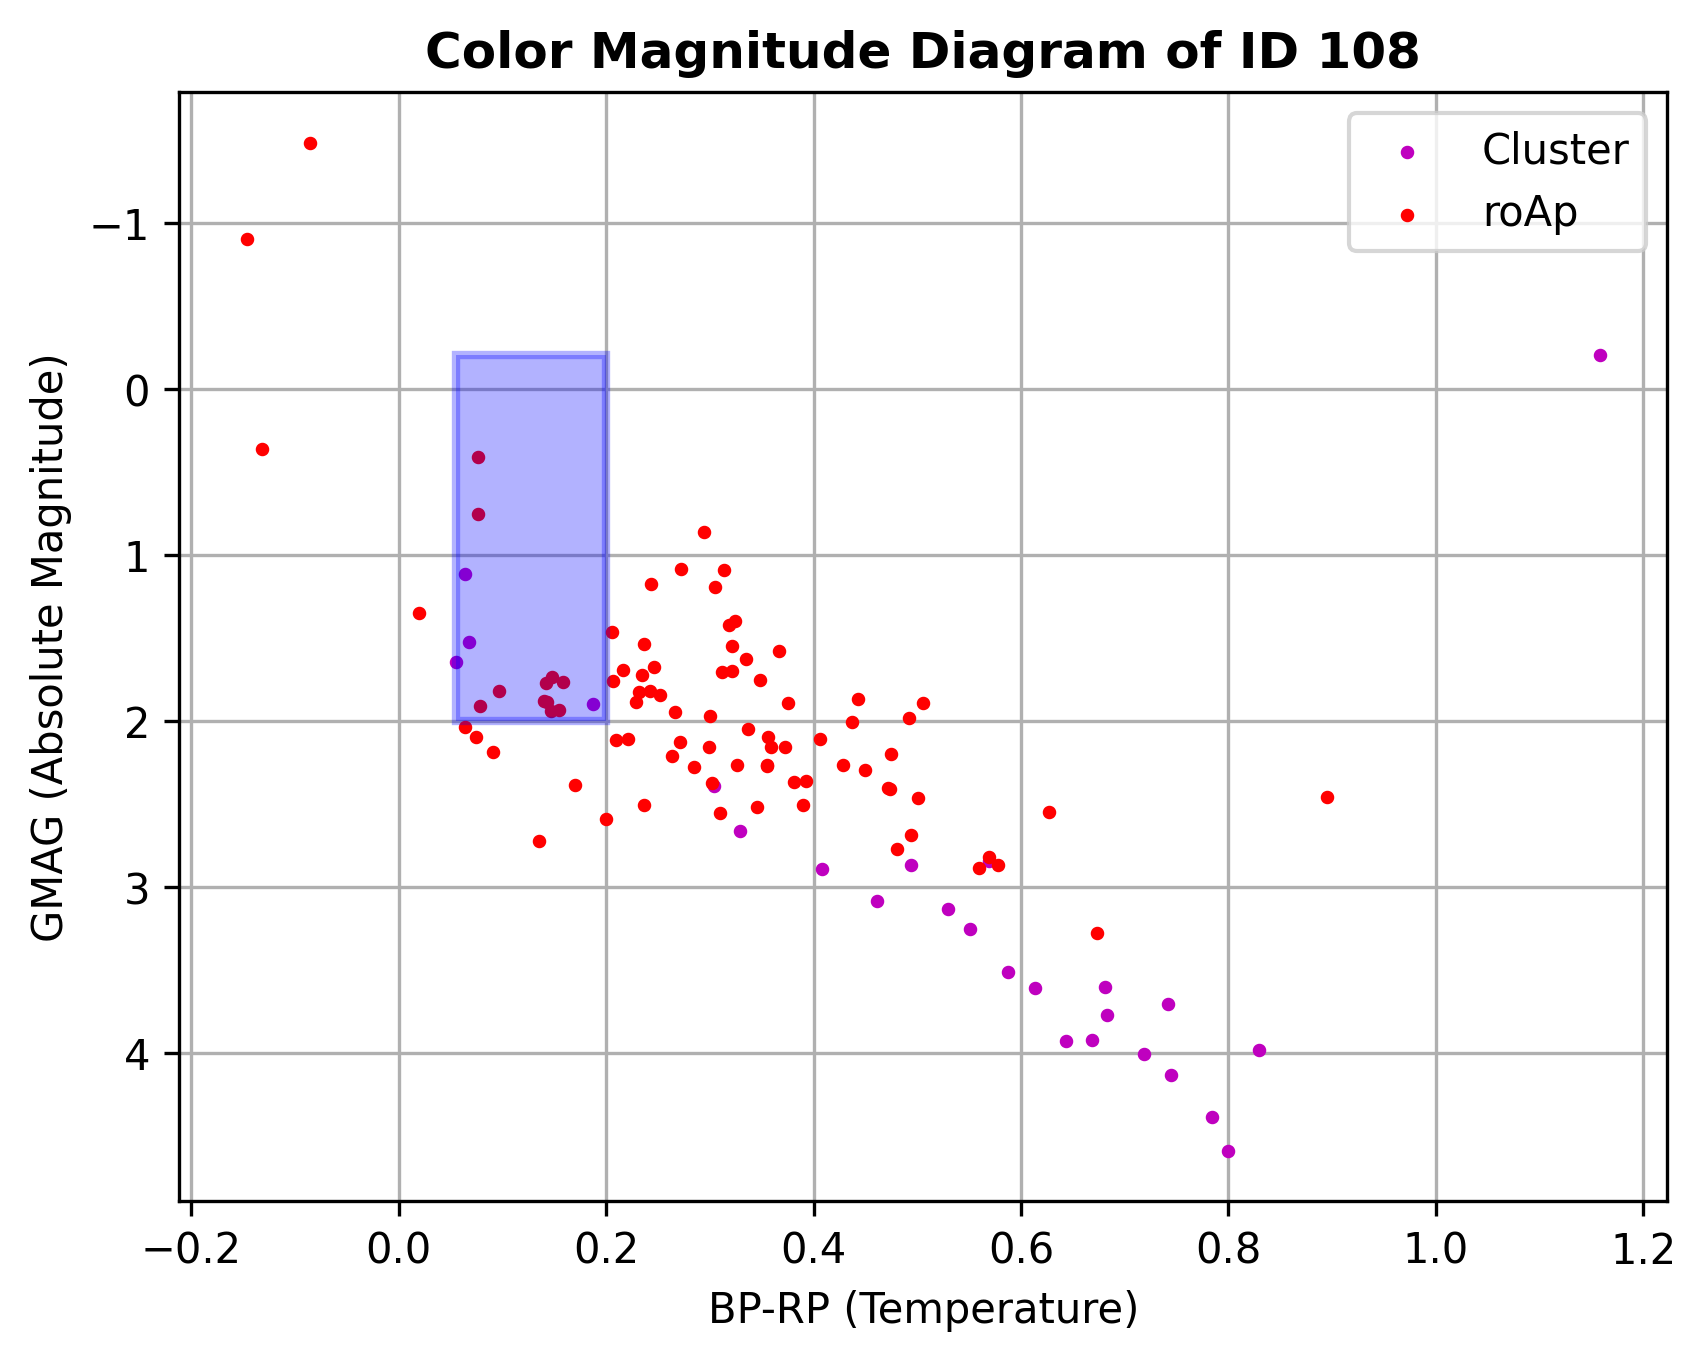 Color Magnitude Diagram of ID 108
Cluster
roAp
GMAG (Absolute Magnitude)
−1
0
1
2
3
4
−0.2 0.0 0.2 0.4 0.6 0.8 1.0 1.2
BP-RP (Temperature)